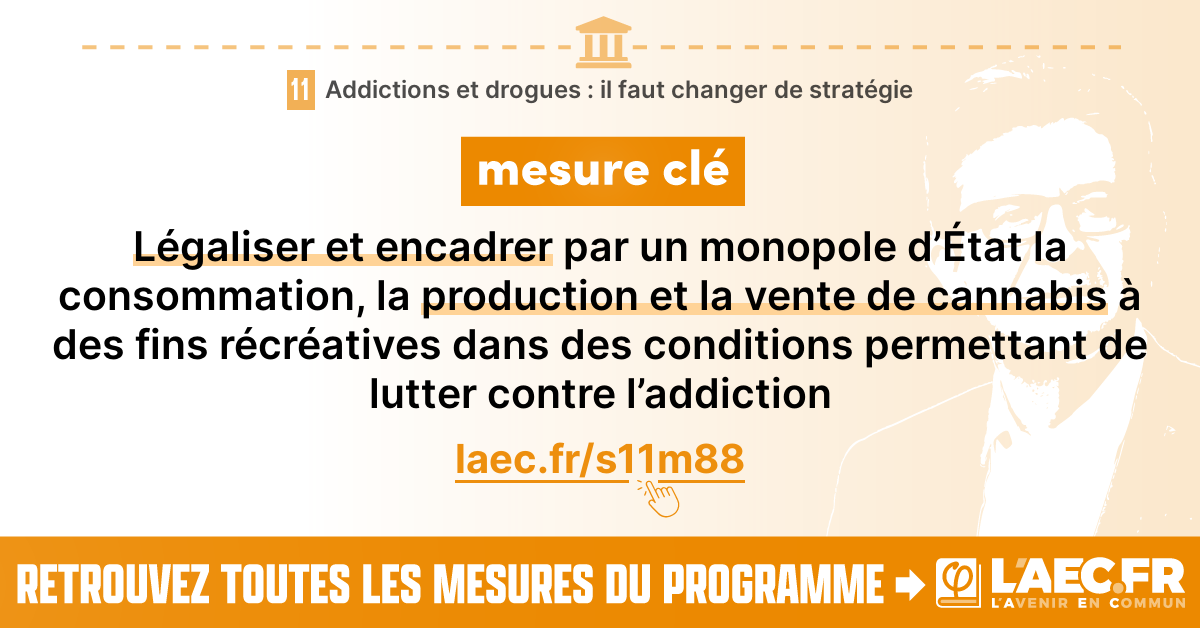 11 Addictions et drogues : il faut changer de stratégie
mesure clé
Légaliser et encadrer par un monopole d’État la
consommation, la production et la vente de cannabis à
des fins récréatives dans des conditions permettant de
lutter contre l’addiction
laec.fr/s11m88
RETROUVEZ TOUTES LES MESURES DU PROGRAMME
φ
L'AEC.FR
L'AVENIR EN COMMUN